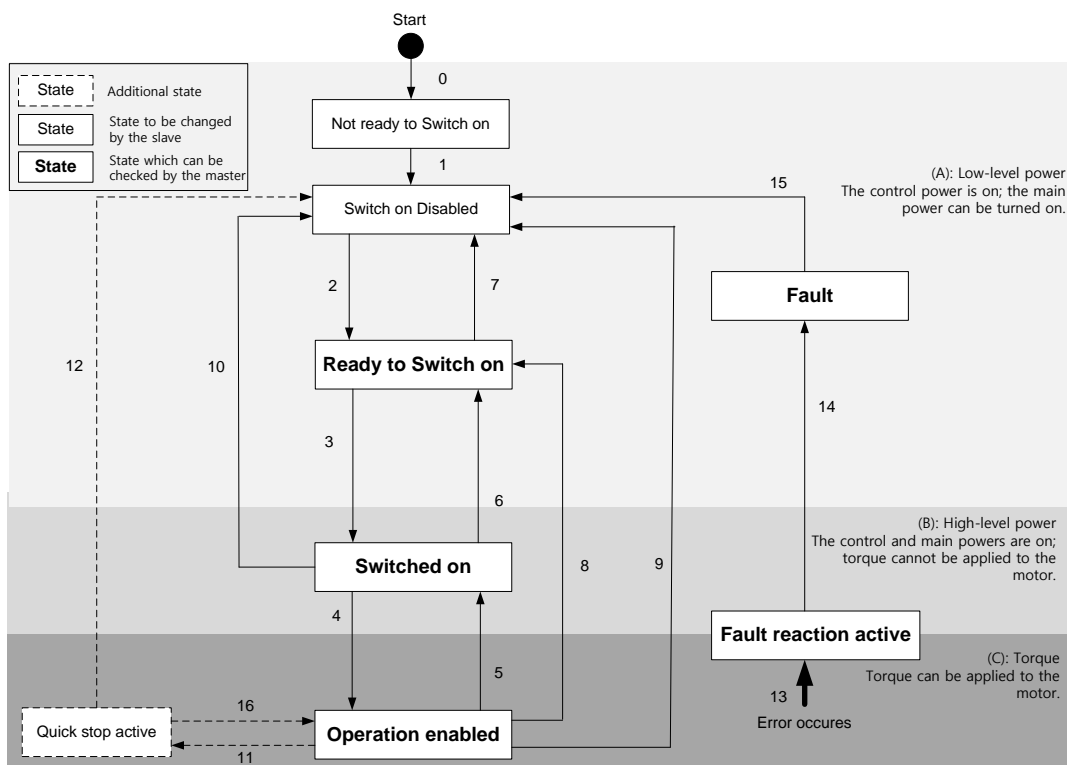 Start
0
State
Additional state
State
State to be changed
by the slave
State
State which can be
checked by the master
Not ready to Switch on
1
(A): Low-level power
The control power is on; the main
power can be turned on.
15
Switch on Disabled
2
7
Fault
12
10
Ready to Switch on
14
3
6
(B): High-level power
The control and main powers are on;
torque cannot be applied to the
motor.
Switched on
8
9
4
Fault reaction active
(C): Torque
Torque can be applied to the
motor.
5
13
Error occures
16
Quick stop active
Operation enabled
11